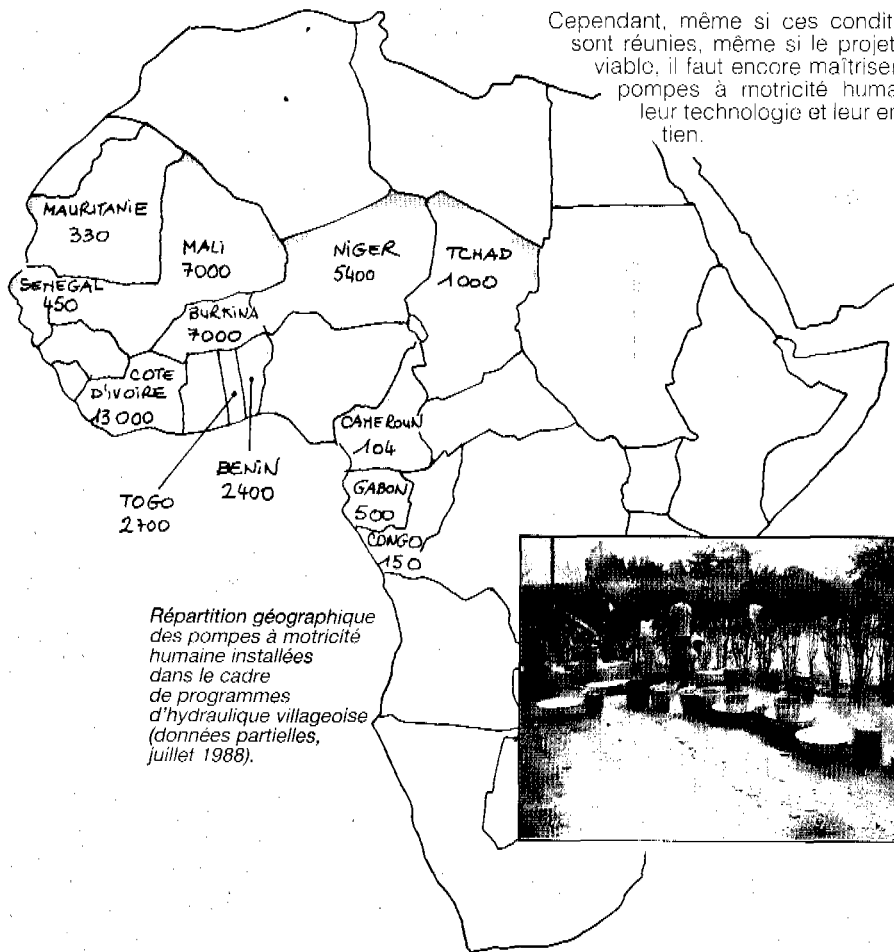 Cependant, même si ces condit
sont réunies, même si le projet
viable, il faut encore maîtriser
pompes à motricité huma
leur technologie et leur en
tien.
MAURITANIE
330
MALI
7000
NIGER
5400
TCHAD
1000
SENEGAL
450
BURKINA
7000
COTE
D'IVOIRE
13000
CAMEROUN
104
BENIN
2400
TOGO
2700
GABON
500
CONGO
150
Répartition géographique
des pompes à motricité
humaine installées
dans le cadre
de programmes
d'hydraulique villageoise
(données partielles,
juillet 1988).